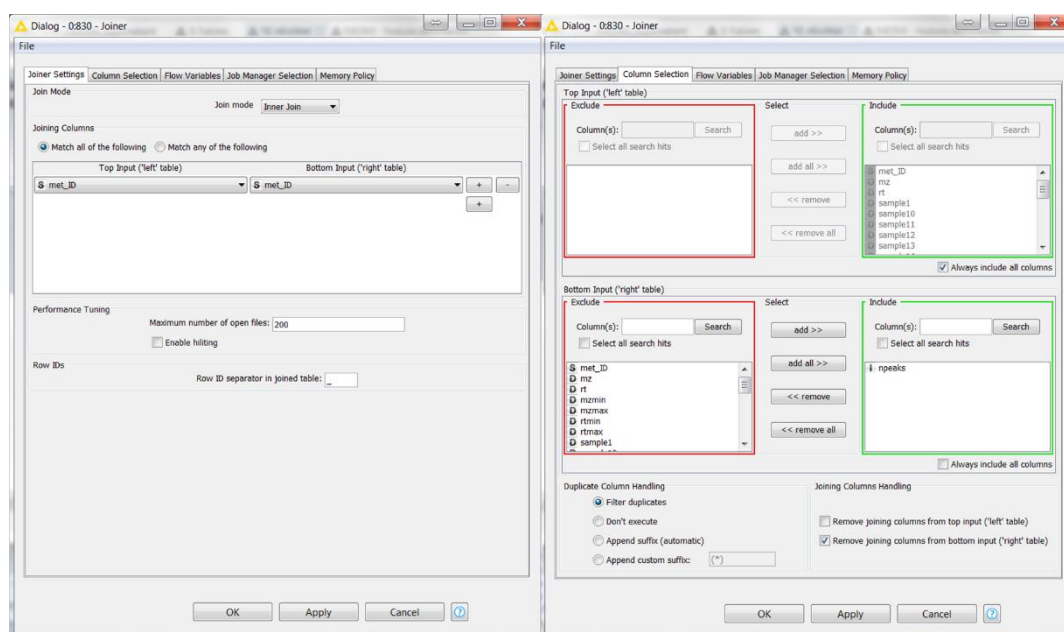 Dialog - 0:830 - Joiner
File
Joiner Settings Column Selection Flow Variables Job Manager Selection Memory Policy
Join Mode
Join mode Inner Join
Joining Columns
Match all of the following Match any of the following
Top Input ('left' table) Bottom Input ('right' table)
S met_ID S met_ID + -
+
Performance Tuning
Maximum number of open files: 200
Enable hiliting
Row IDs
Row ID separator in joined table: _
OK Apply Cancel ?
Dialog - 0:830 - Joiner
File
Joiner Settings Column Selection Flow Variables Job Manager Selection Memory Policy
Top Input ('left' table)
Exclude Select Include
Column(s): Search add >> Column(s): Search
Select all search hits Select all search hits
add all >>
<< remove
<< remove all
S met_ID
D mz
D rt
D sample1
D sample10
D sample11
D sample12
D sample13
Always include all columns
Bottom Input ('right' table)
Exclude Select Include
Column(s): Search add >> Column(s): Search
Select all search hits Select all search hits
add all >>
<< remove
<< remove all
S met_ID
D mz
D rt
D mzmin
D mzmax
D rtmin
D rtmax
D sample1
I npeaks
Always include all columns
Duplicate Column Handling Joining Columns Handling
Filter duplicates
Don't execute Remove joining columns from top input ('left' table)
Append suffix (automatic) Remove joining columns from bottom input ('right' table)
Append custom suffix: (*)
OK Apply Cancel ?